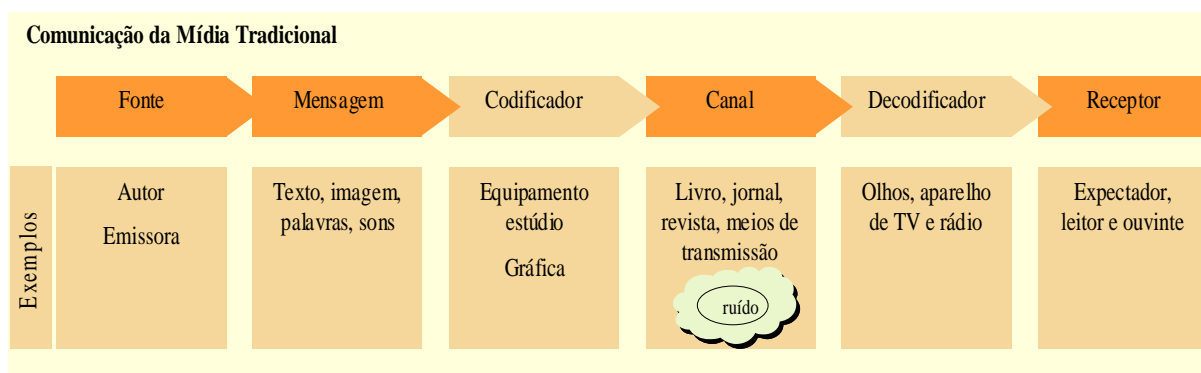 Comunicação da Mídia Tradicional
Fonte
Mensagem
Codificador
Canal
Decodificador
Receptor
Exemplos
Autor
Emissora
Texto, imagem,
palavras, sons
Equipamento
estúdio
Gráfica
Livro, jornal,
revista, meios de
transmissão
ruído
Olhos, aparelho
de TV e rádio
Expectador,
leitor e ouvinte